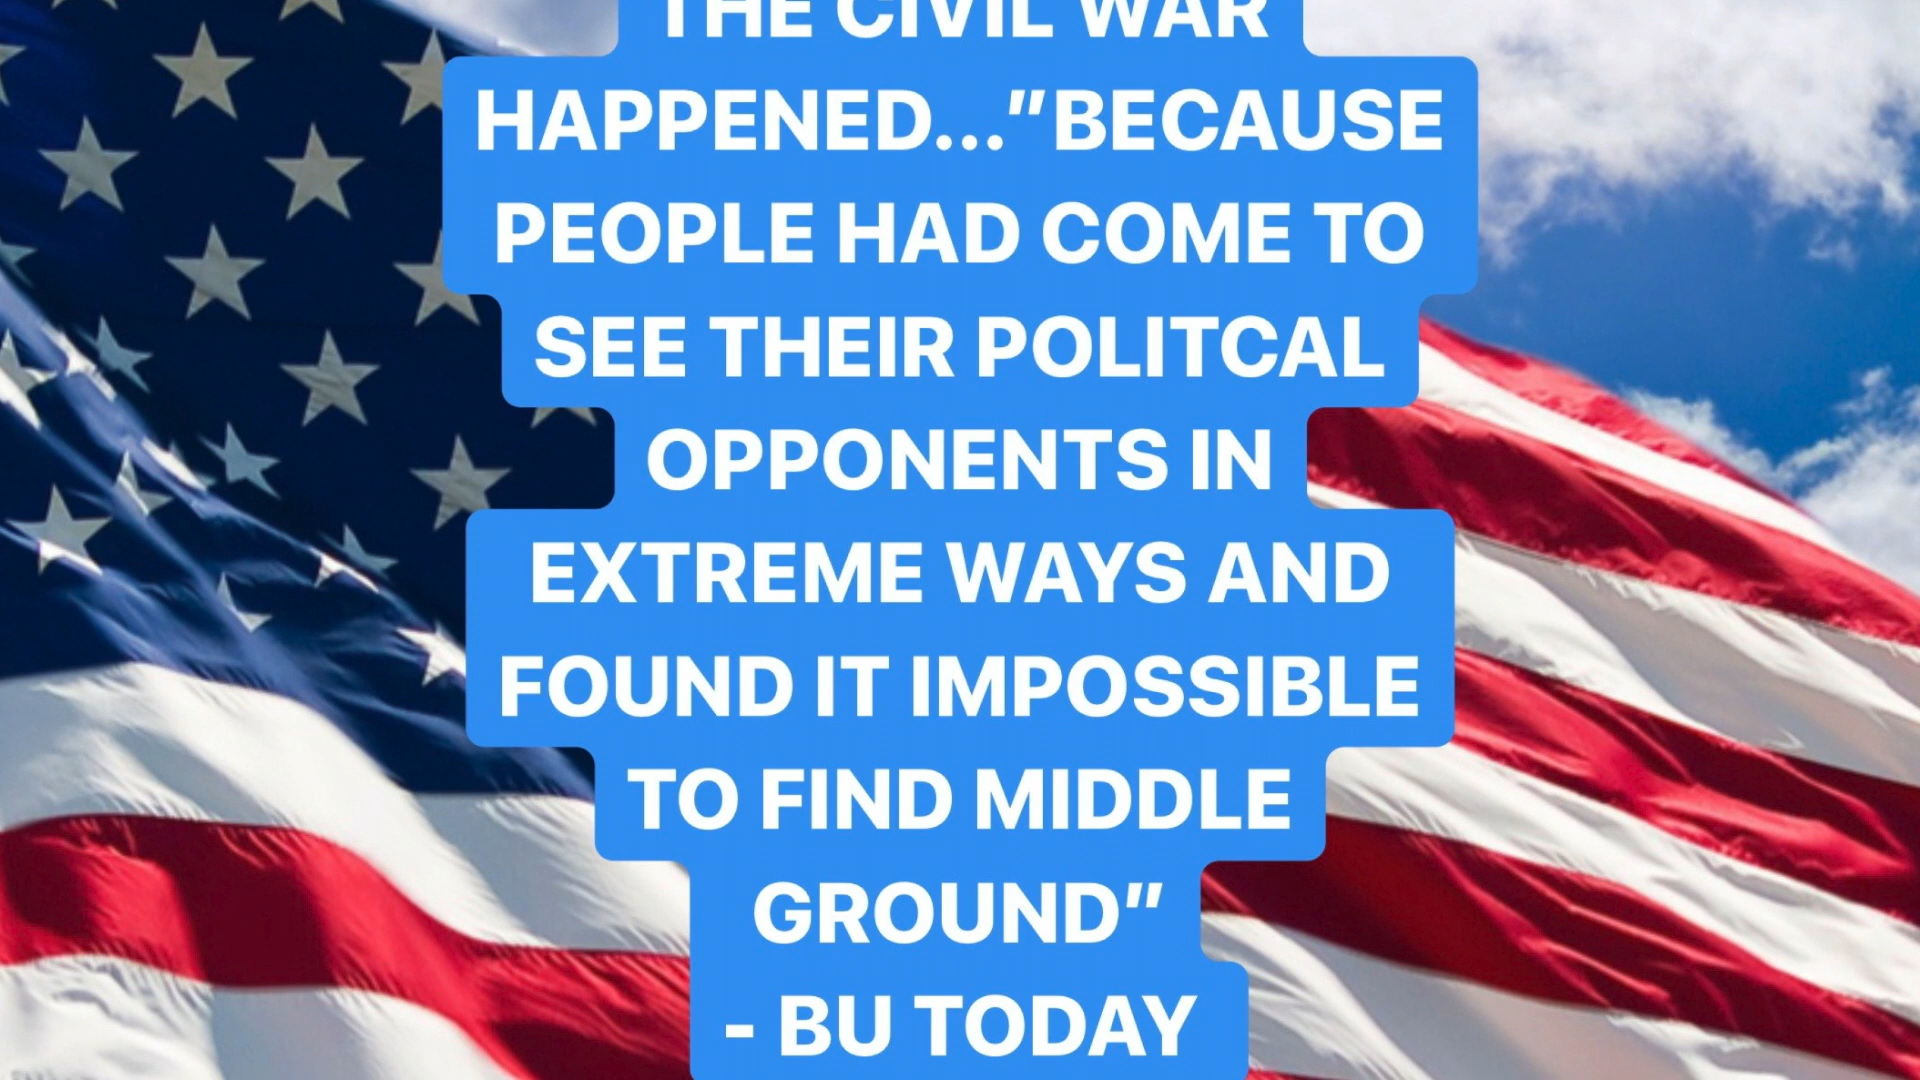 THE CIVIL WAR
HAPPENED..."BECAUSE
PEOPLE HAD COME TO
SEE THEIR POLITCAL
OPPONENTS IN
EXTREME WAYS AND
FOUND IT IMPOSSIBLE
TO FIND MIDDLE
GROUND"
- BU TODAY